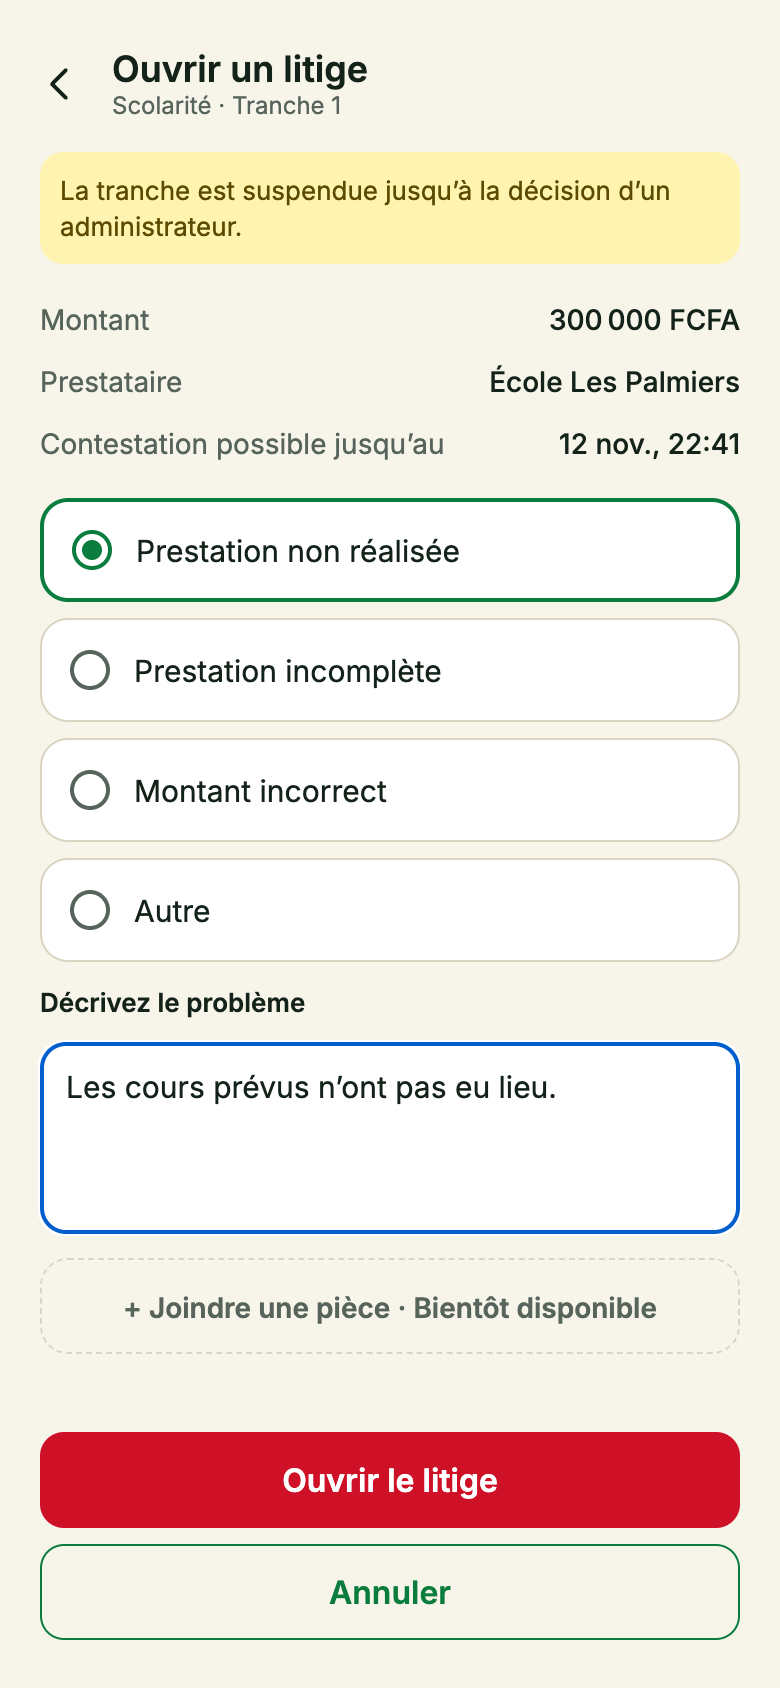 Ouvrir un litige
Scolarité · Tranche 1
La tranche est suspendue jusqu’à la décision d’un
administrateur.
Montant 300 000 FCFA
Prestataire École Les Palmiers
Contestation possible jusqu’au 12 nov., 22:41
Prestation non réalisée
Prestation incomplète
Montant incorrect
Autre
Décrivez le problème
Les cours prévus n’ont pas eu lieu.
+ Joindre une pièce · Bientôt disponible
Ouvrir le litige
Annuler